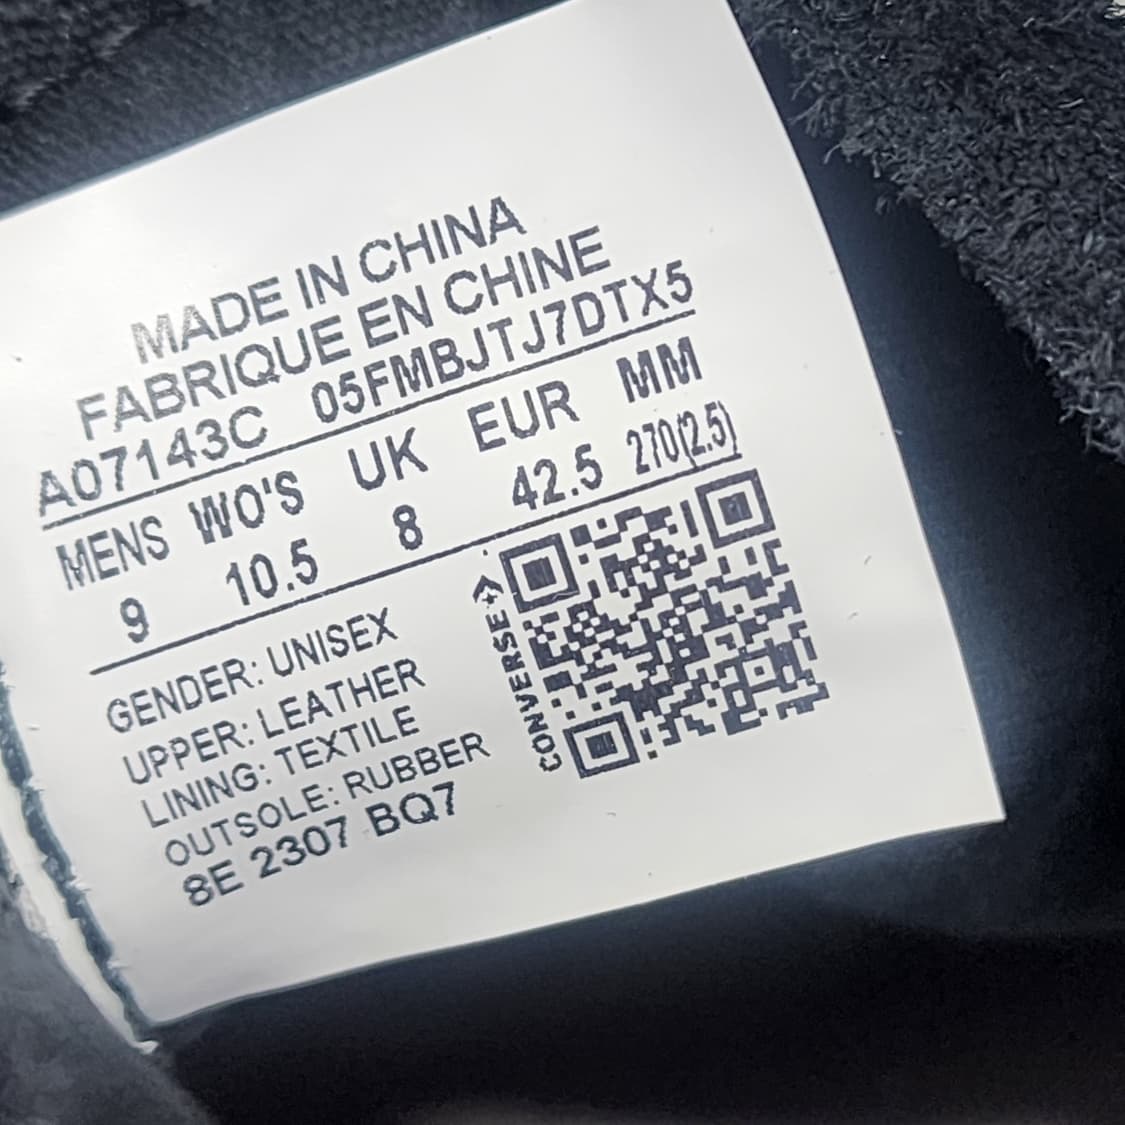 MADE IN CHINA
FABRIQUE EN CHINE
A07143C 05FMBJTJ7DTX5
MENS WO'S UK EUR MM
9 10.5 8 42.5 270(2.5)
GENDER: UNISEX
UPPER: LEATHER
LINING: TEXTILE
OUTSOLE: RUBBER
8E 2307 BQ7
CONVERSE